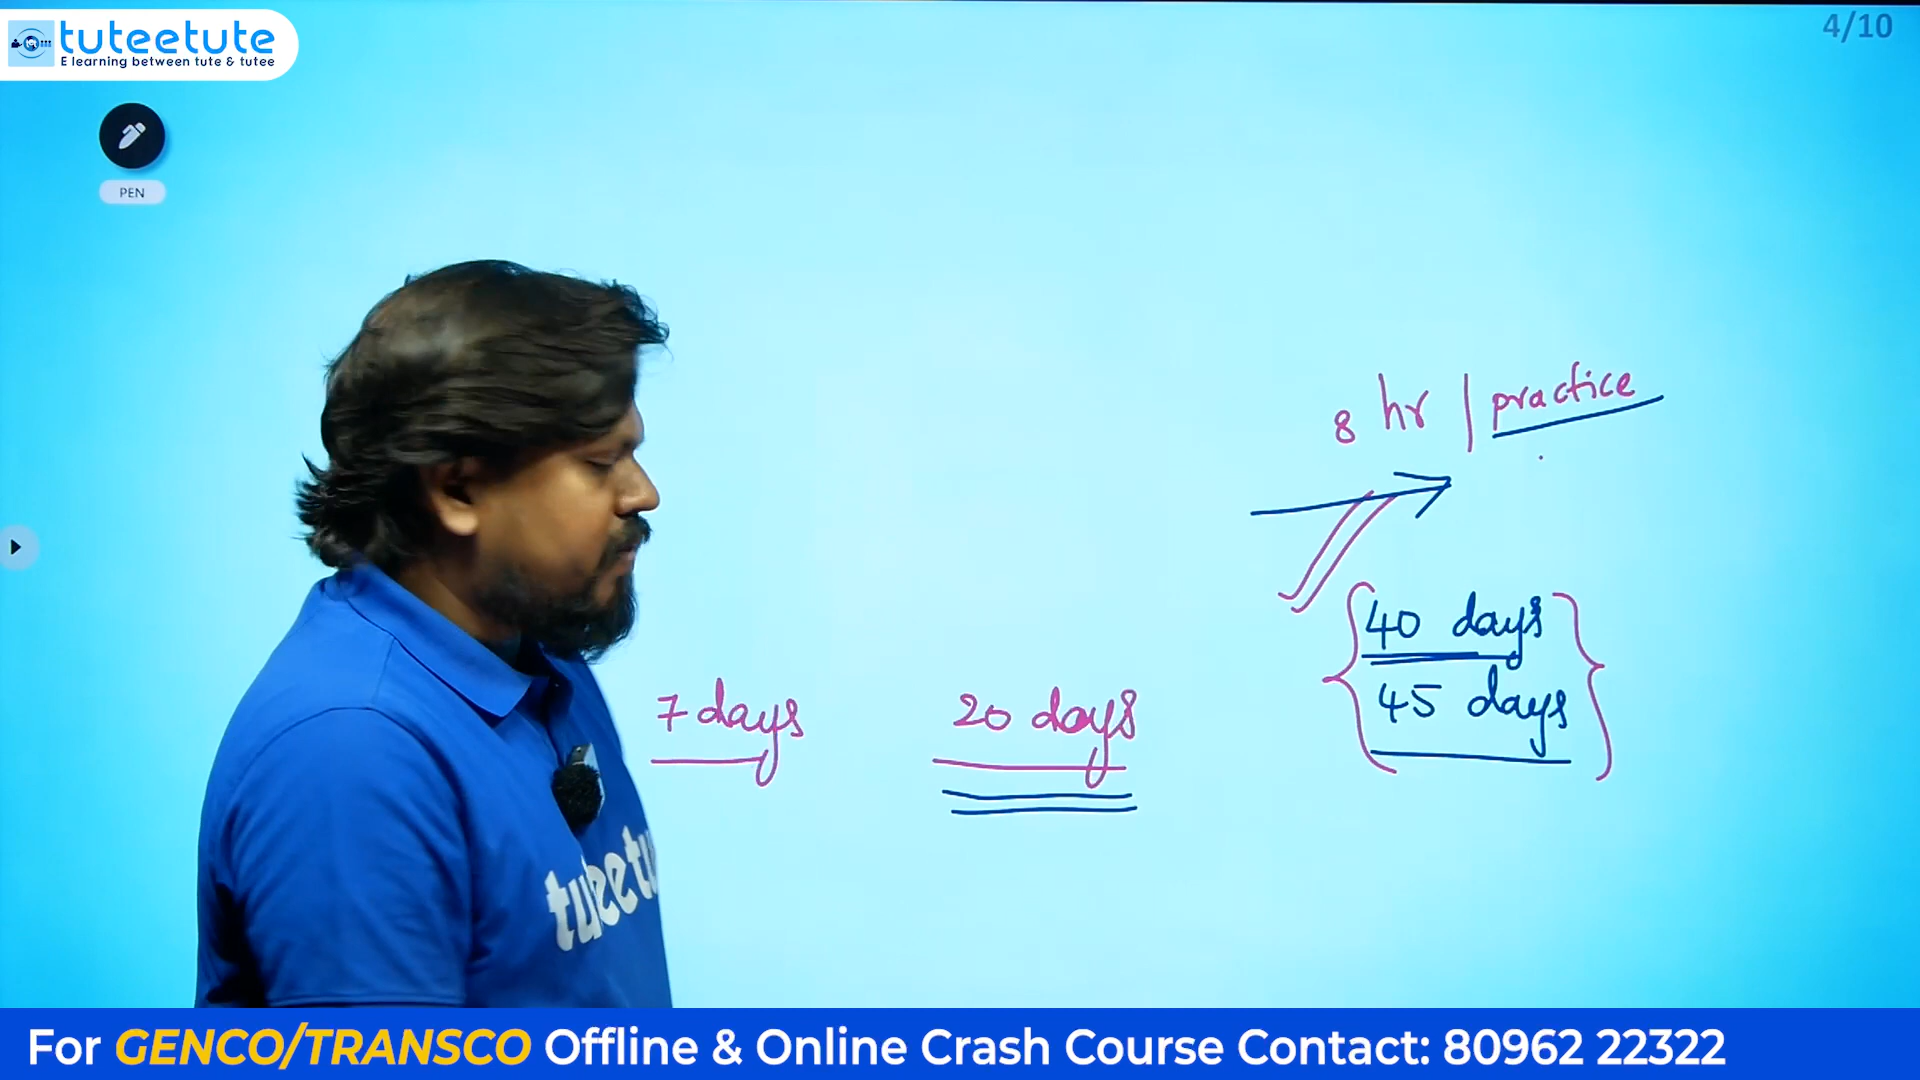 tuteetute
E learning between tute & tutee
4/10
PEN
8 hr | practice
40 days
45 days
7 days
20 days
tuteetu
For GENCO/TRANSCO Offline & Online Crash Course Contact: 80962 22322